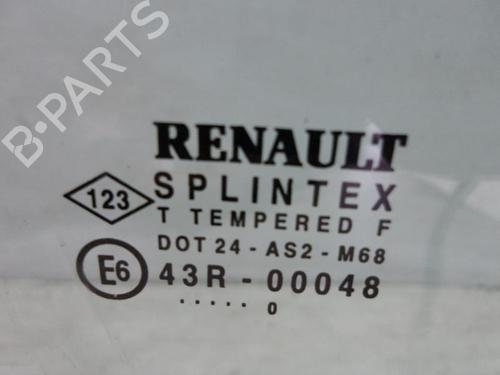 B-PARTS
RENAULT
123 SPLINTEX
T TEMPERED F
DOT 24 - AS2 - M68
E6 43R - 00048
..... 0